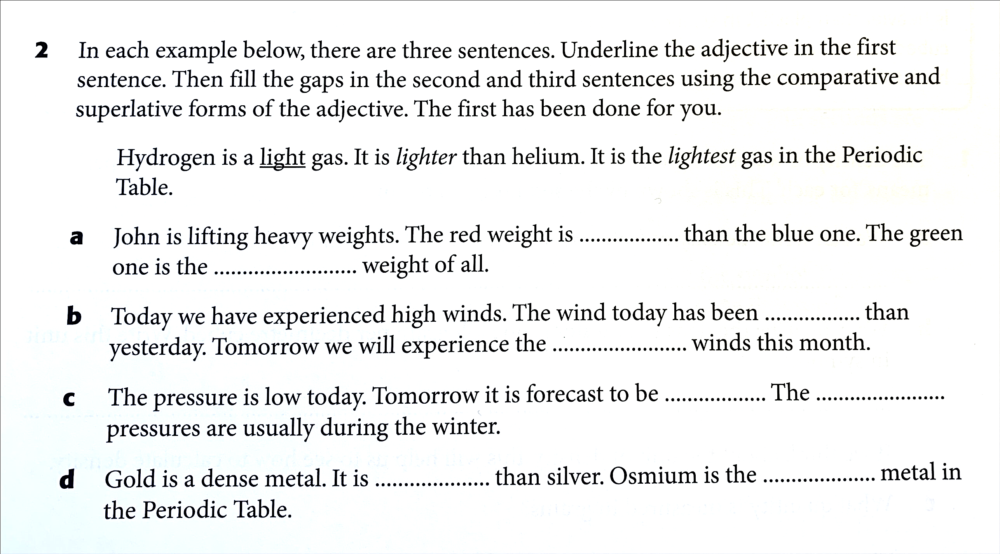 2 In each example below, there are three sentences. Underline the adjective in the first
sentence. Then fill the gaps in the second and third sentences using the comparative and
superlative forms of the adjective. The first has been done for you.
Hydrogen is a light gas. It is lighter than helium. It is the lightest gas in the Periodic
Table.
a John is lifting heavy weights. The red weight is .................. than the blue one. The green
one is the ......................... weight of all.
b Today we have experienced high winds. The wind today has been ................. than
yesterday. Tomorrow we will experience the ........................ winds this month.
c The pressure is low today. Tomorrow it is forecast to be .................. The .......................
pressures are usually during the winter.
d Gold is a dense metal. It is .................... than silver. Osmium is the .................... metal in
the Periodic Table.